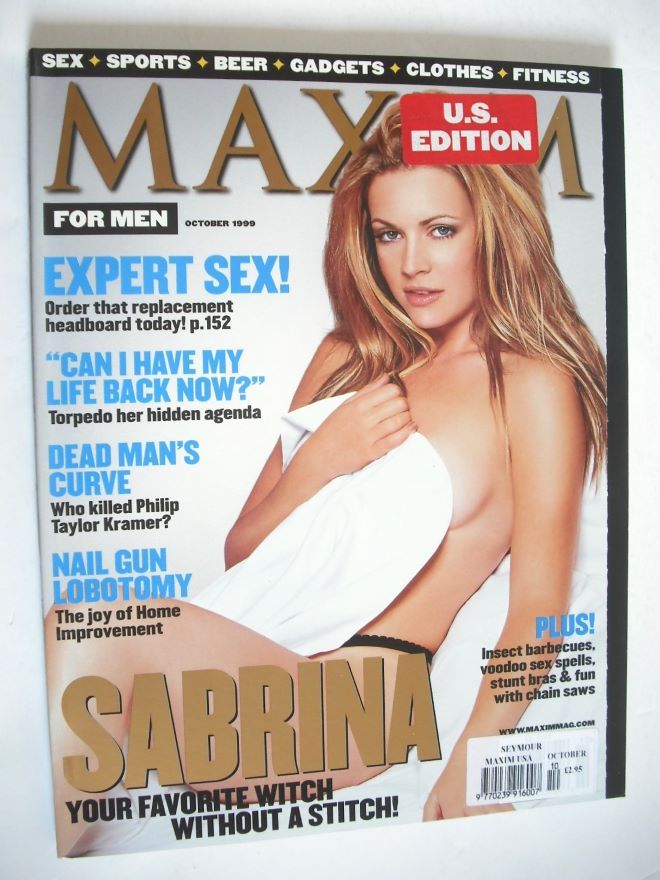 SEX ✦ SPORTS ✦ BEER ✦ GADGETS ✦ CLOTHES ✦ FITNESS
MAXIM
U.S.
EDITION
FOR MEN
OCTOBER 1999
EXPERT SEX!
Order that replacement
headboard today! p.152
“CAN I HAVE MY
LIFE BACK NOW?”
Torpedo her hidden agenda
DEAD MAN'S
CURVE
Who killed Philip
Taylor Kramer?
NAIL GUN
LOBOTOMY
The joy of Home
Improvement
PLUS!
Insect barbecues,
voodoo sex spells,
stunt bras & fun
with chain saws
SABRINA
YOUR FAVORITE WITCH
WITHOUT A STITCH!
WWW.MAXIMMAG.COM
SEYMOUR
MAXIM USA
OCTOBER
10
£2.95
9 770239 916007